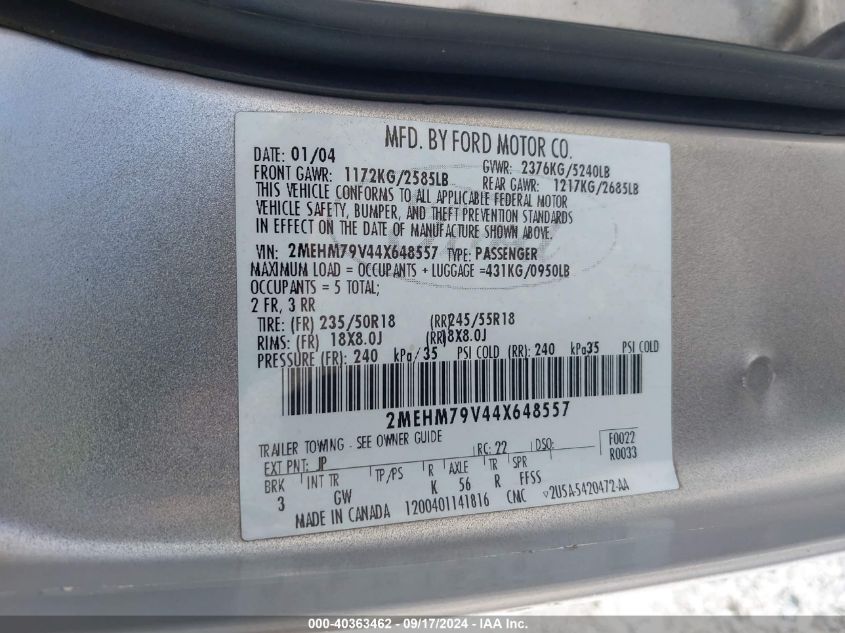 MFD. BY FORD MOTOR CO.
DATE: 01/04 GVWR: 2376KG/5240LB
FRONT GAWR: 1172KG/2585LB REAR GAWR: 1217KG/2685LB
THIS VEHICLE CONFORMS TO ALL APPLICABLE FEDERAL MOTOR
VEHICLE SAFETY, BUMPER, AND THEFT PREVENTION STANDARDS
IN EFFECT ON THE DATE OF MANUFACTURE SHOWN ABOVE.
VIN: 2MEHM79V44X648557 TYPE: PASSENGER
MAXIMUM LOAD = OCCUPANTS + LUGGAGE =431KG/0950LB
OCCUPANTS = 5 TOTAL;
2 FR, 3 RR
TIRE: (FR) 235/50R18 (RR)245/55R18
RIMS: (FR) 18X8.0J (RR)18X8.0J
PRESSURE (FR): 240 kPa/35 PSI COLD (RR): 240 kPa35 PSI COLD
2MEHM79V44X648557
TRAILER TOWING - SEE OWNER GUIDE
EXT PNT: JP RC: 22 DSO: F0022
R0033
BRK INT TR TP/PS R AXLE TR SPR
3 GW K 56 R FFSS
MADE IN CANADA 1200401141816 CMC V2U5A-5420472-AA
000-40363462 - 09/17/2024 - IAA Inc.